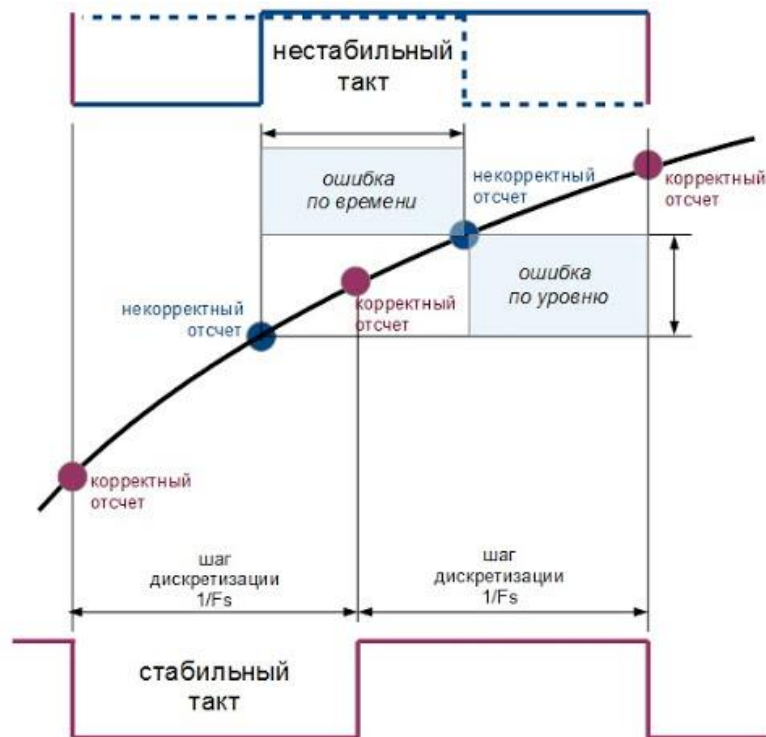 нестабильный
такт
ошибка
по времени
некорректный
отсчет
корректный
отсчет
ошибка
по уровню
некорректный
отсчет
корректный
отсчет
корректный
отсчет
шаг
дискретизации
1/Fs
шаг
дискретизации
1/Fs
стабильный
такт